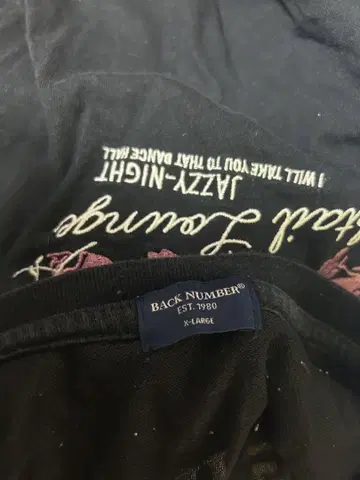 I WILL TAKE YOU TO THAT DANCE HALL
JAZZY-NIGHT
tail Lounge
BACK NUMBER®
EST. 1980
X-LARGE